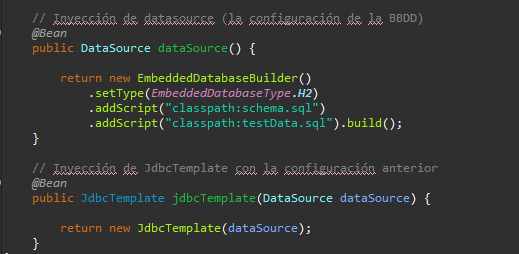 // Inyección de datasource (la configuración de la BBDD)
@Bean
public DataSource dataSource() {
return new EmbeddedDatabaseBuilder()
.setType(EmbeddedDatabaseType.H2)
.addScript("classpath:schema.sql")
.addScript("classpath:testData.sql").build();
}
// Inyección de JdbcTemplate con la configuración anterior
@Bean
public JdbcTemplate jdbcTemplate(DataSource dataSource) {
return new JdbcTemplate(dataSource);
}